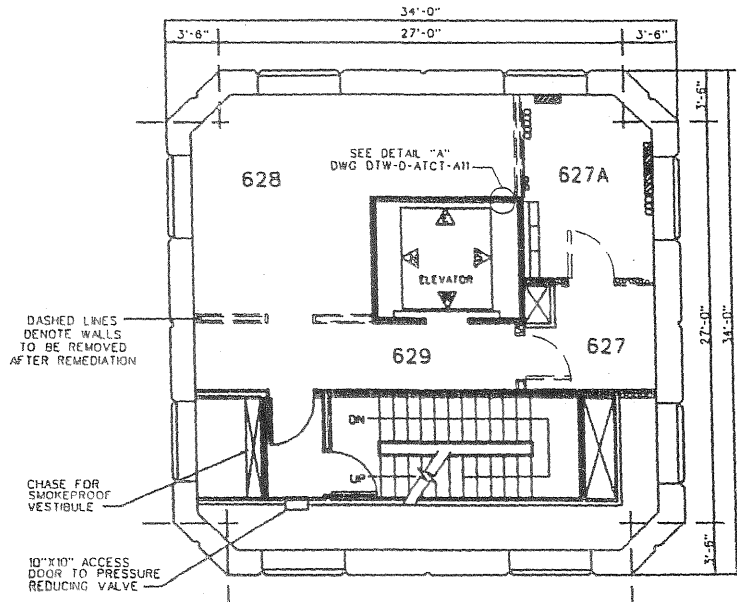 34'-0"
3'-6"
27'-0"
3'-6"
3'-6"
SEE DETAIL "A"
DWG DTW-D-ATCT-A11
628
627A
ELEVATOR
DASHED LINES
DENOTE WALLS
TO BE REMOVED
AFTER REMEDIATION
27'-0"
34'-0"
629
627
DN
UP
CHASE FOR
SMOKEPROOF
VESTIBULE
10"X10" ACCESS
DOOR TO PRESSURE
REDUCING VALVE
3'-6"